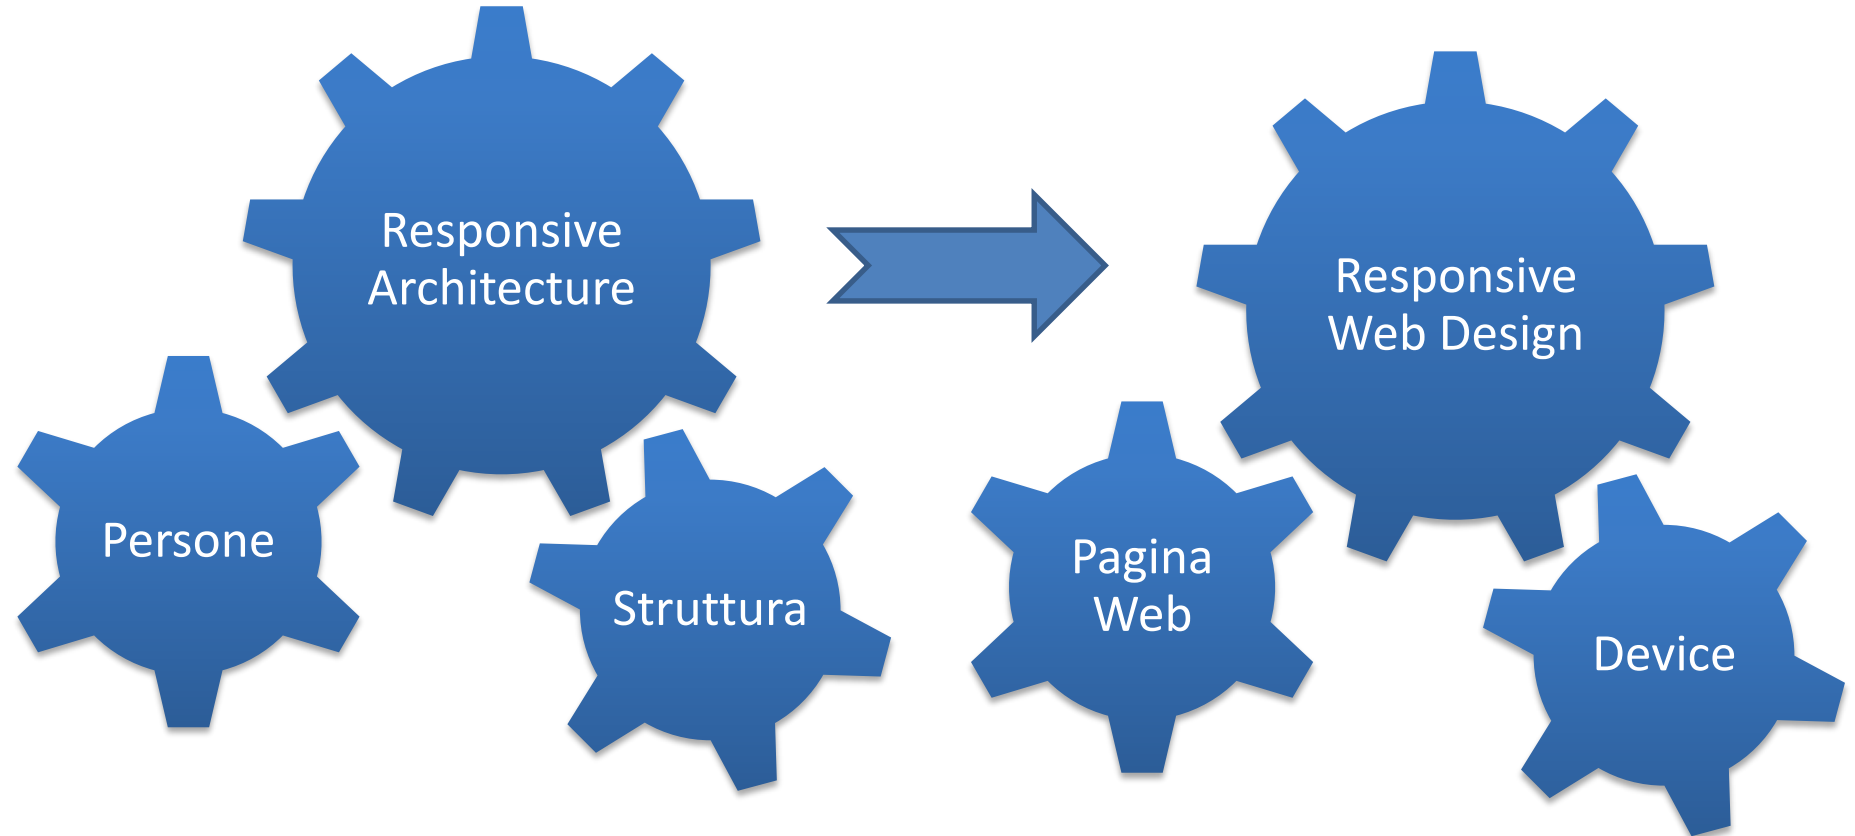 Responsive
Architecture
Persone
Struttura
Responsive
Web Design
Pagina
Web
Device